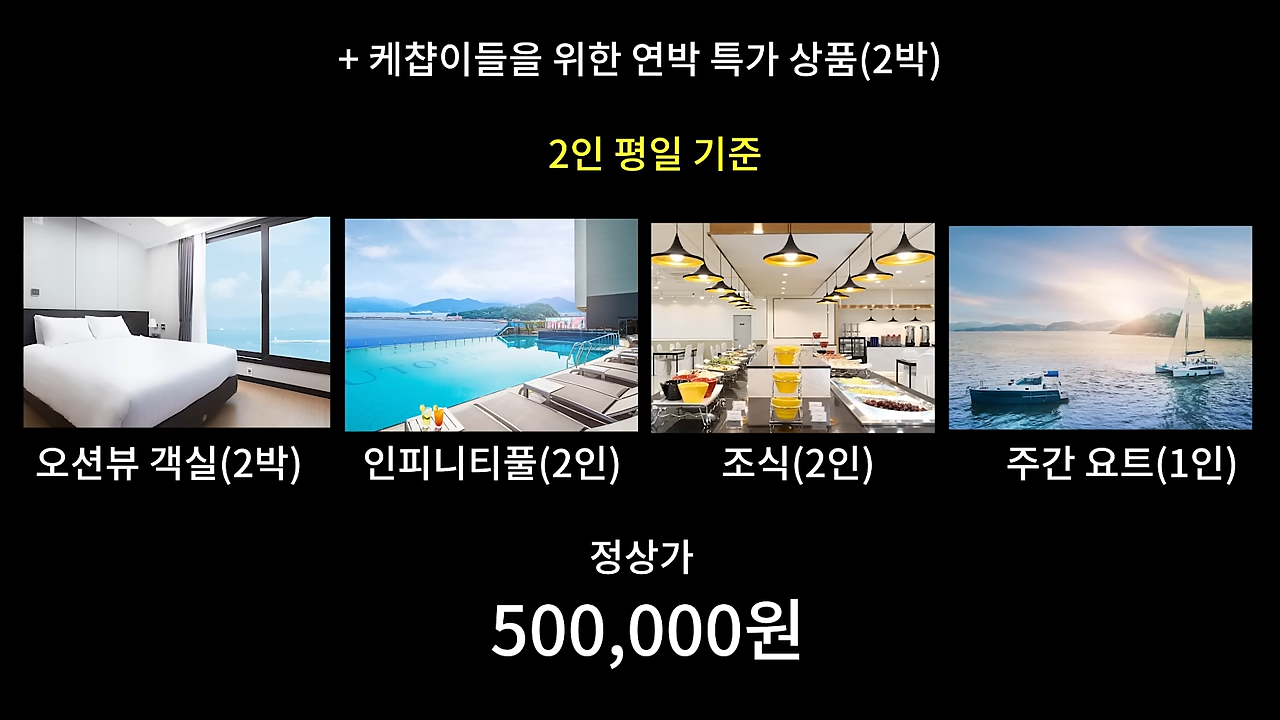 + 케챱이들을 위한 연박 특가 상품(2박)
2인 평일 기준
오션뷰 객실(2박)
인피니티풀(2인)
조식(2인)
주간 요트(1인)
정상가
500,000원